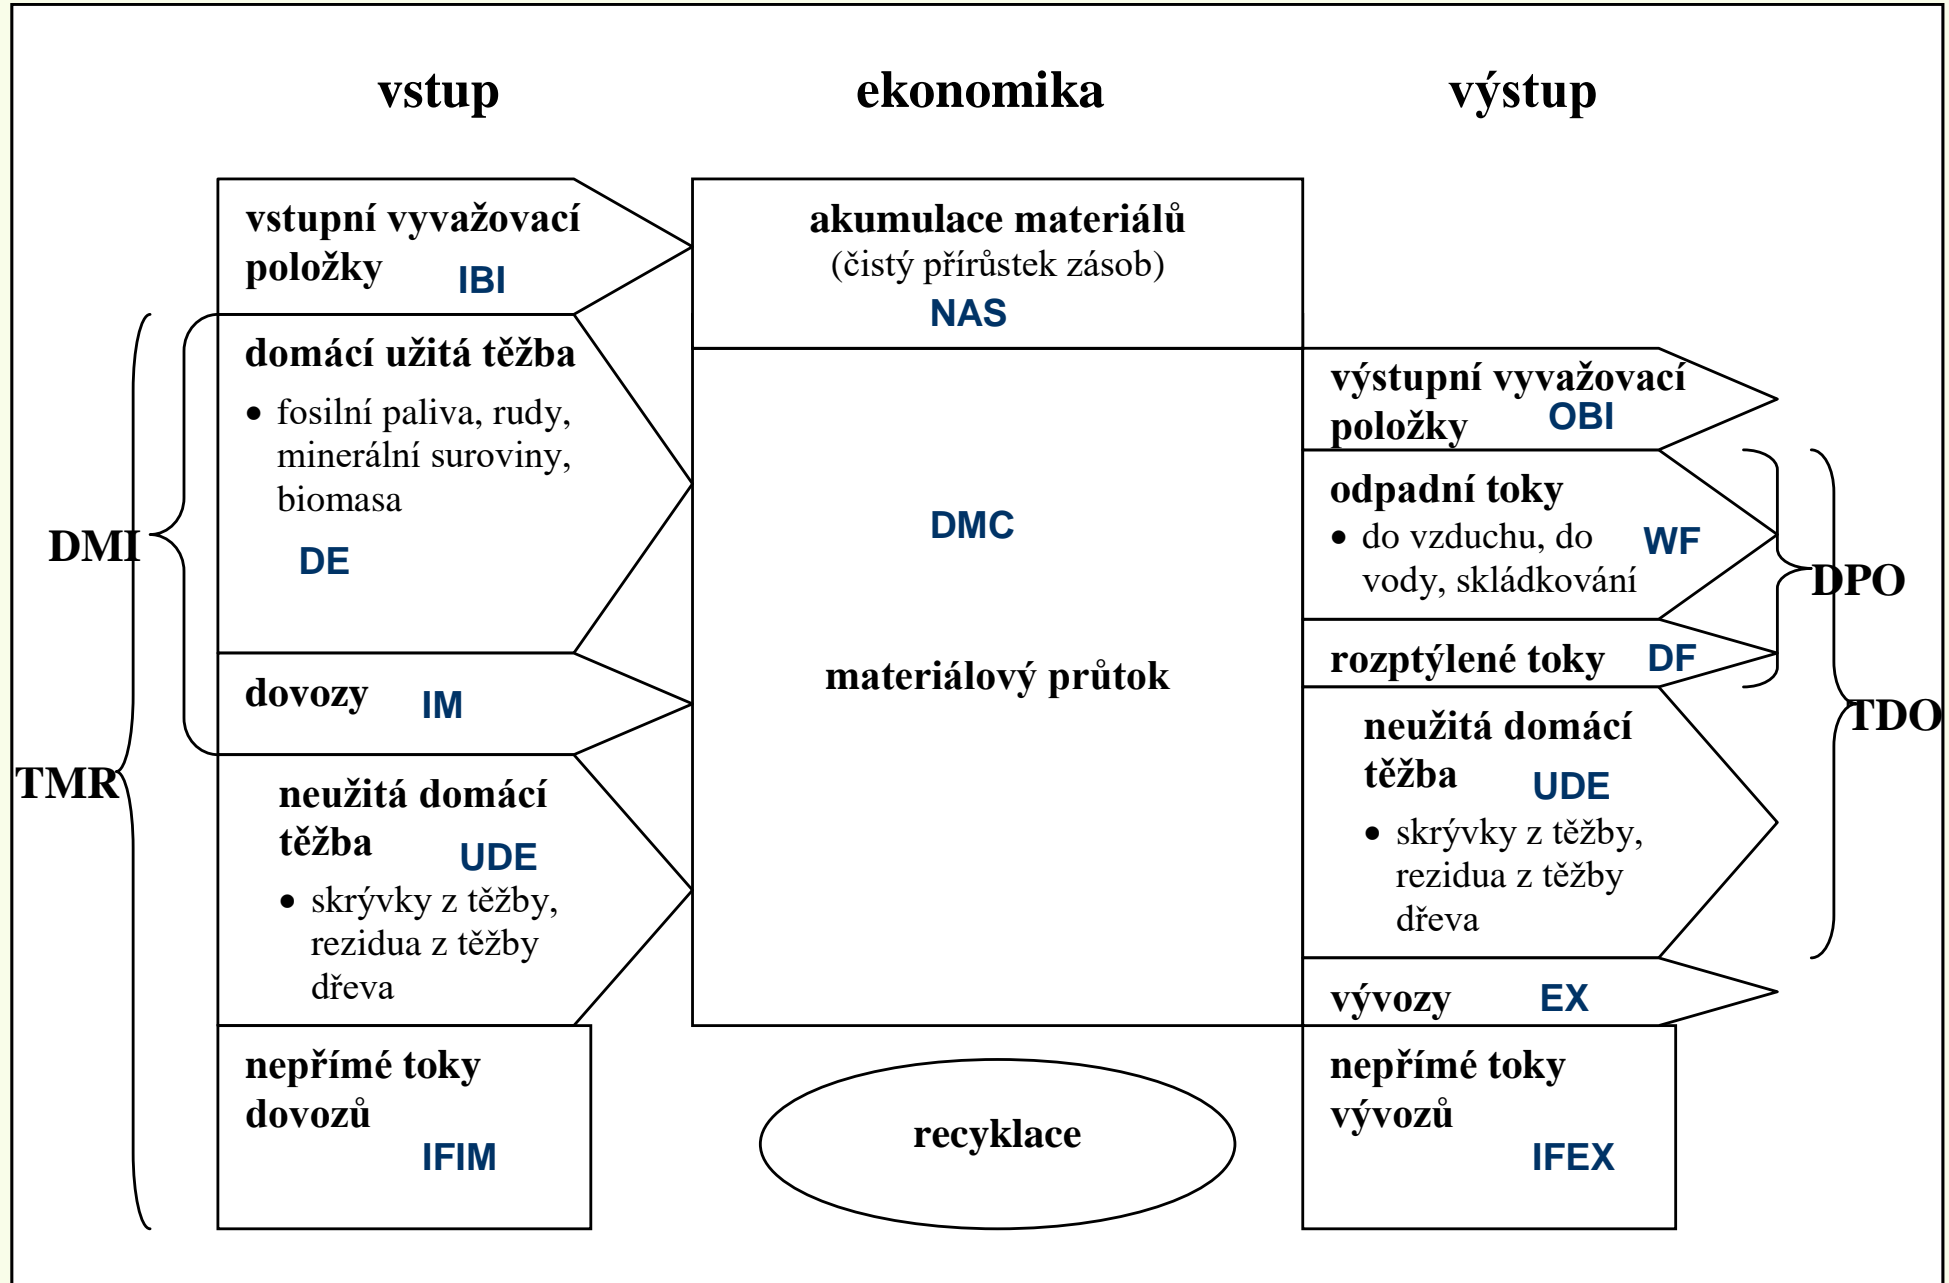 vstup
ekonomika
výstup
vstupní vyvažovací
položky IBI
domácí užitá těžba
• fosilní paliva, rudy,
minerální suroviny,
biomasa
DE
DMI
dovozy IM
TMR
neužitá domácí
těžba UDE
• skrývky z těžby,
rezidua z těžby
dřeva
nepřímé toky
dovozů
IFIM
akumulace materiálů
(čistý přírůstek zásob)
NAS
DMC
materiálový průtok
recyklace
výstupní vyvažovací
položky OBI
odpadní toky
• do vzduchu, do
vody, skládkování
WF
DPO
rozptýlené toky DF
TDO
neužitá domácí
těžba UDE
• skrývky z těžby,
rezidua z těžby
dřeva
vývozy EX
nepřímé toky
vývozů
IFEX